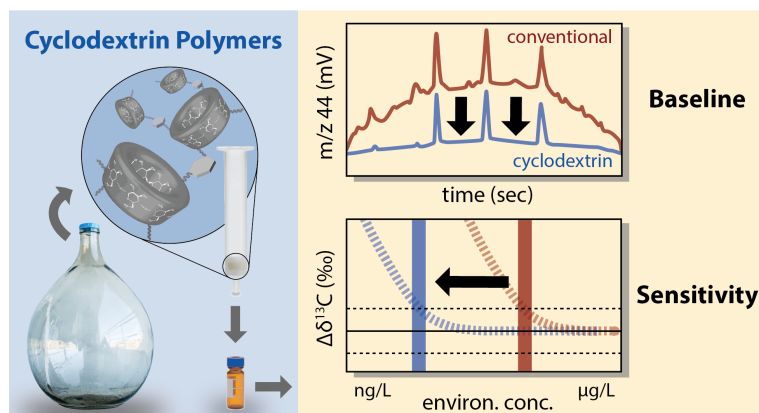 Cyclodextrin Polymers
conventional
m/z 44 (mV)
Baseline
cyclodextrin
time (sec)
Δδ¹³C (‰)
Sensitivity
ng/L
µg/L
environ. conc.